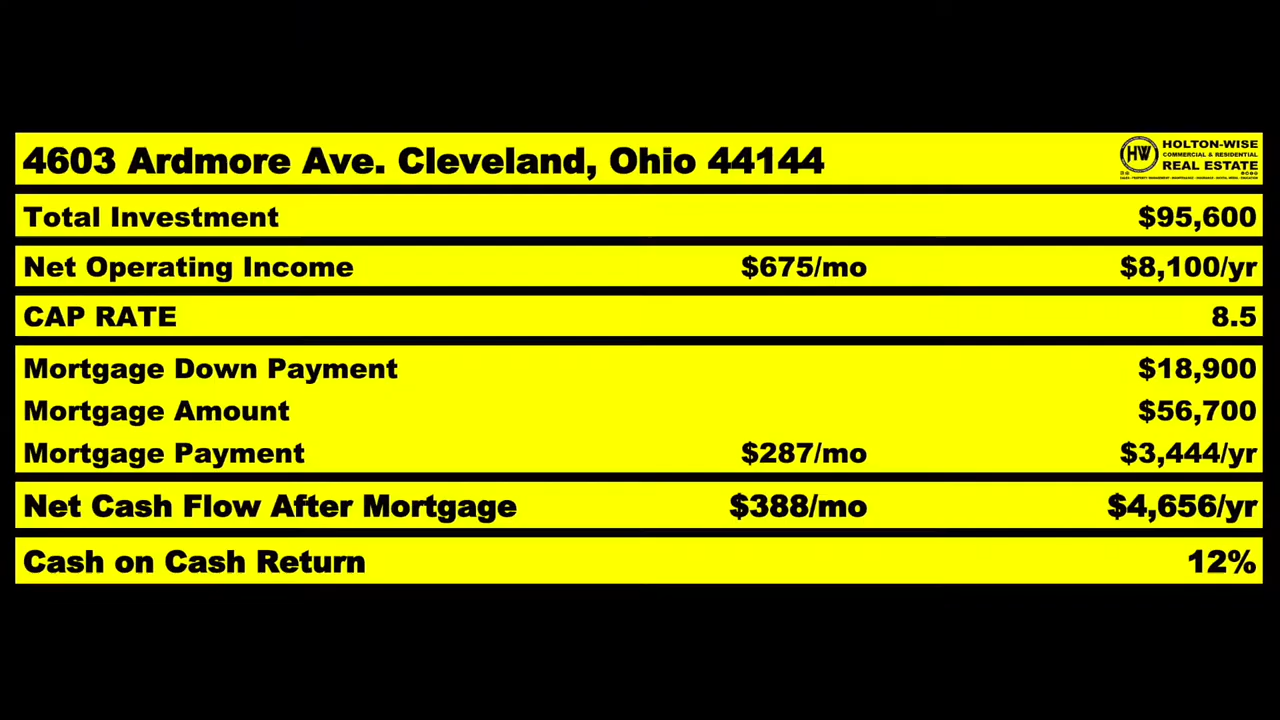 4603 Ardmore Ave. Cleveland, Ohio 44144
HW
HOLTON-WISE
COMMERCIAL & RESIDENTIAL
REAL ESTATE
Total Investment $95,600
Net Operating Income $675/mo $8,100/yr
CAP RATE 8.5
Mortgage Down Payment $18,900
Mortgage Amount $56,700
Mortgage Payment $287/mo $3,444/yr
Net Cash Flow After Mortgage $388/mo $4,656/yr
Cash on Cash Return 12%